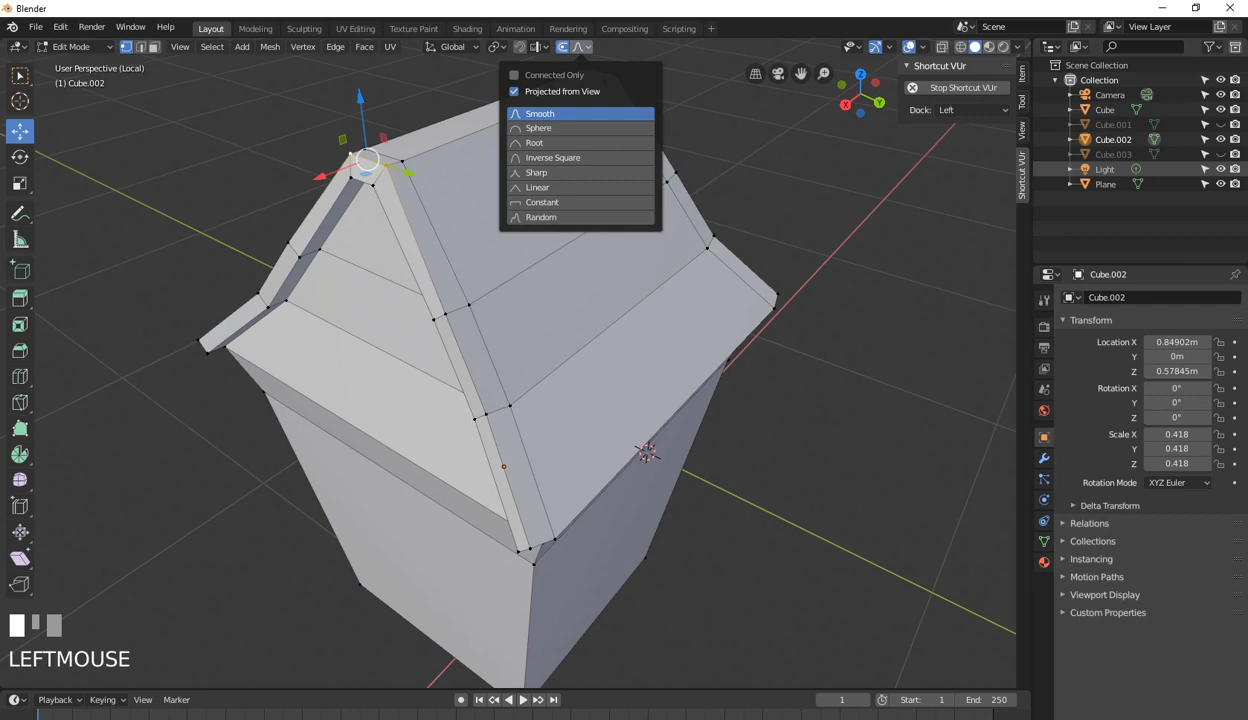 Blender
File Edit Render Window Help Layout Modeling Sculpting UV Editing Texture Paint Shading Animation Rendering Compositing Scripting + Scene View Layer
Edit Mode View Select Add Mesh Vertex Edge Face UV Global
User Perspective (Local)
(1) Cube.002
Connected Only
Projected from View
Smooth
Sphere
Root
Inverse Square
Sharp
Linear
Constant
Random
Z
Y
X
Shortcut VUr
Stop Shortcut VUr
Dock: Left
Item
Tool
View
Shortcut VUr
Scene Collection
Collection
Camera
Cube
Cube.001
Cube.002
Cube.003
Light
Plane
Cube.002
Cube.002
Transform
Location X 0.84902m
Y 0m
Z 0.57845m
Rotation X 0°
Y 0°
Z 0°
Scale X 0.418
Y 0.418
Z 0.418
Rotation Mode XYZ Euler
Delta Transform
Relations
Collections
Instancing
Motion Paths
Viewport Display
Custom Properties
LEFTMOUSE
Playback Keying View Marker 1 Start: 1 End: 250